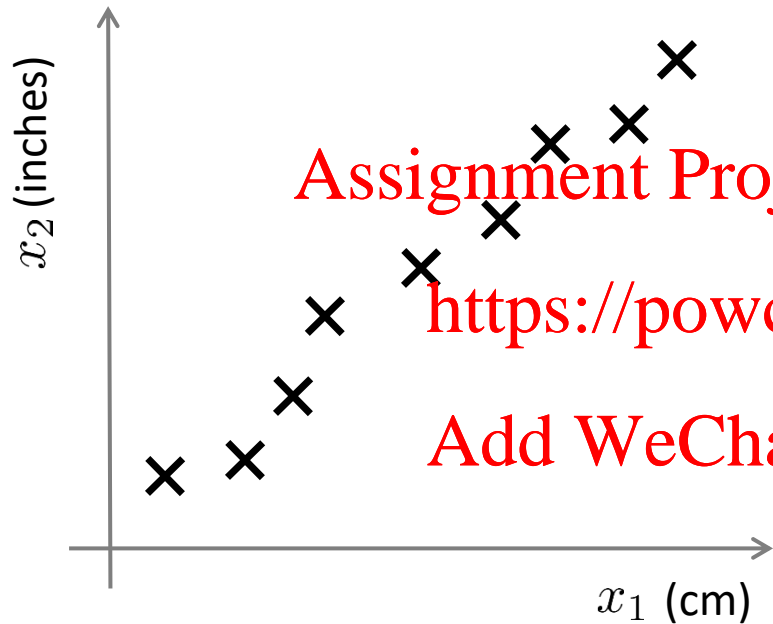 x2 (inches)
Assignment Proj
https://powc
Add WeCha
x1 (cm)